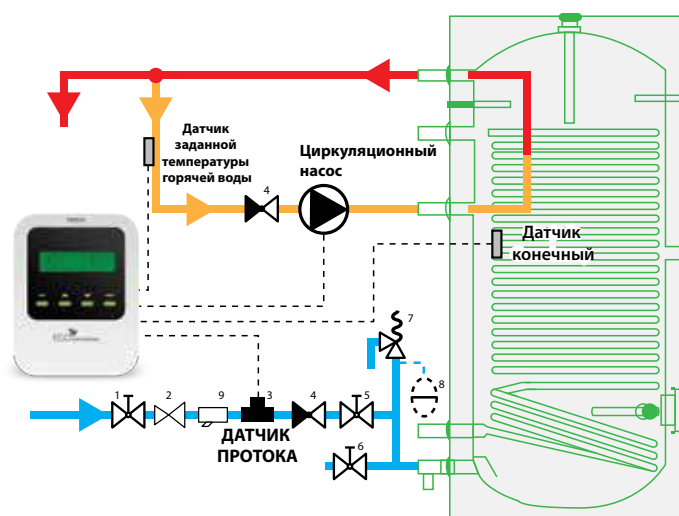 Датчик
заданной
температуры
горячей воды
Циркуляционный
насос
4
Датчик
конечный
7
8
1
2
9
3
4
5
ДАТЧИК
ПРОТОКА
6